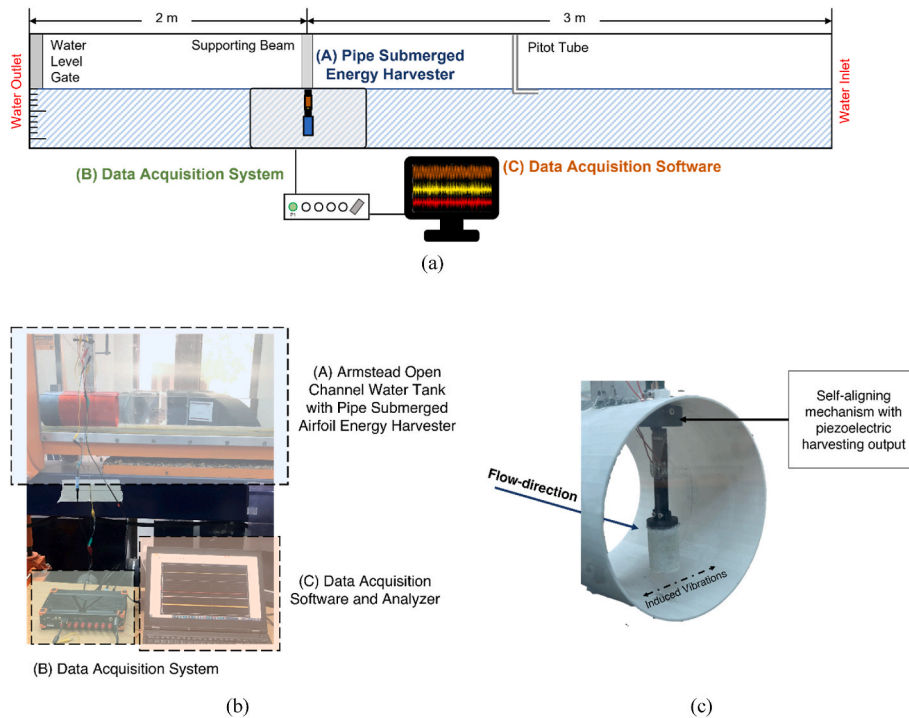 2 m
3 m
Water Outlet
Water
Level
Gate
Supporting Beam
(A) Pipe Submerged
Energy Harvester
Pitot Tube
Water Inlet
(B) Data Acquisition System
(C) Data Acquisition Software
P1
(a)
(A) Armstead Open
Channel Water Tank
with Pipe Submerged
Airfoil Energy Harvester
(C) Data Acquisition
Software and Analyzer
(B) Data Acquisition System
(b)
Self-aligning
mechanism with
piezoelectric
harvesting output
Flow-direction
Induced Vibrations
(c)